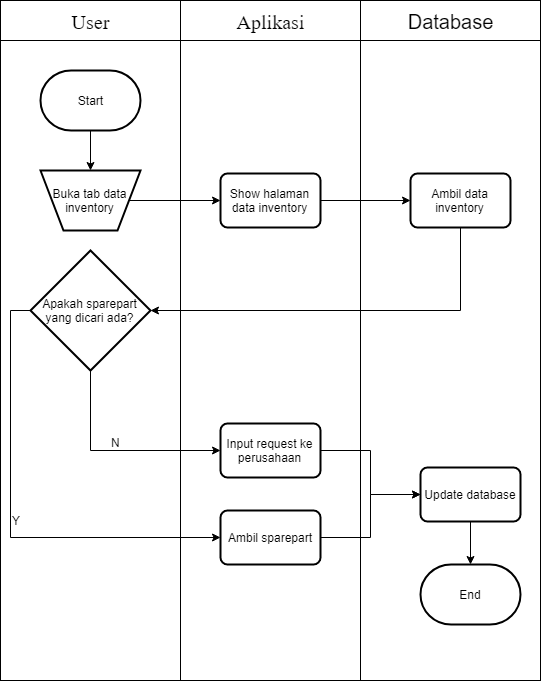 User
Aplikasi
Database
Start
Buka tab data
inventory
Show halaman
data inventory
Ambil data
inventory
Apakah sparepart
yang dicari ada?
N
Input request ke
perusahaan
Update database
Y
Ambil sparepart
End